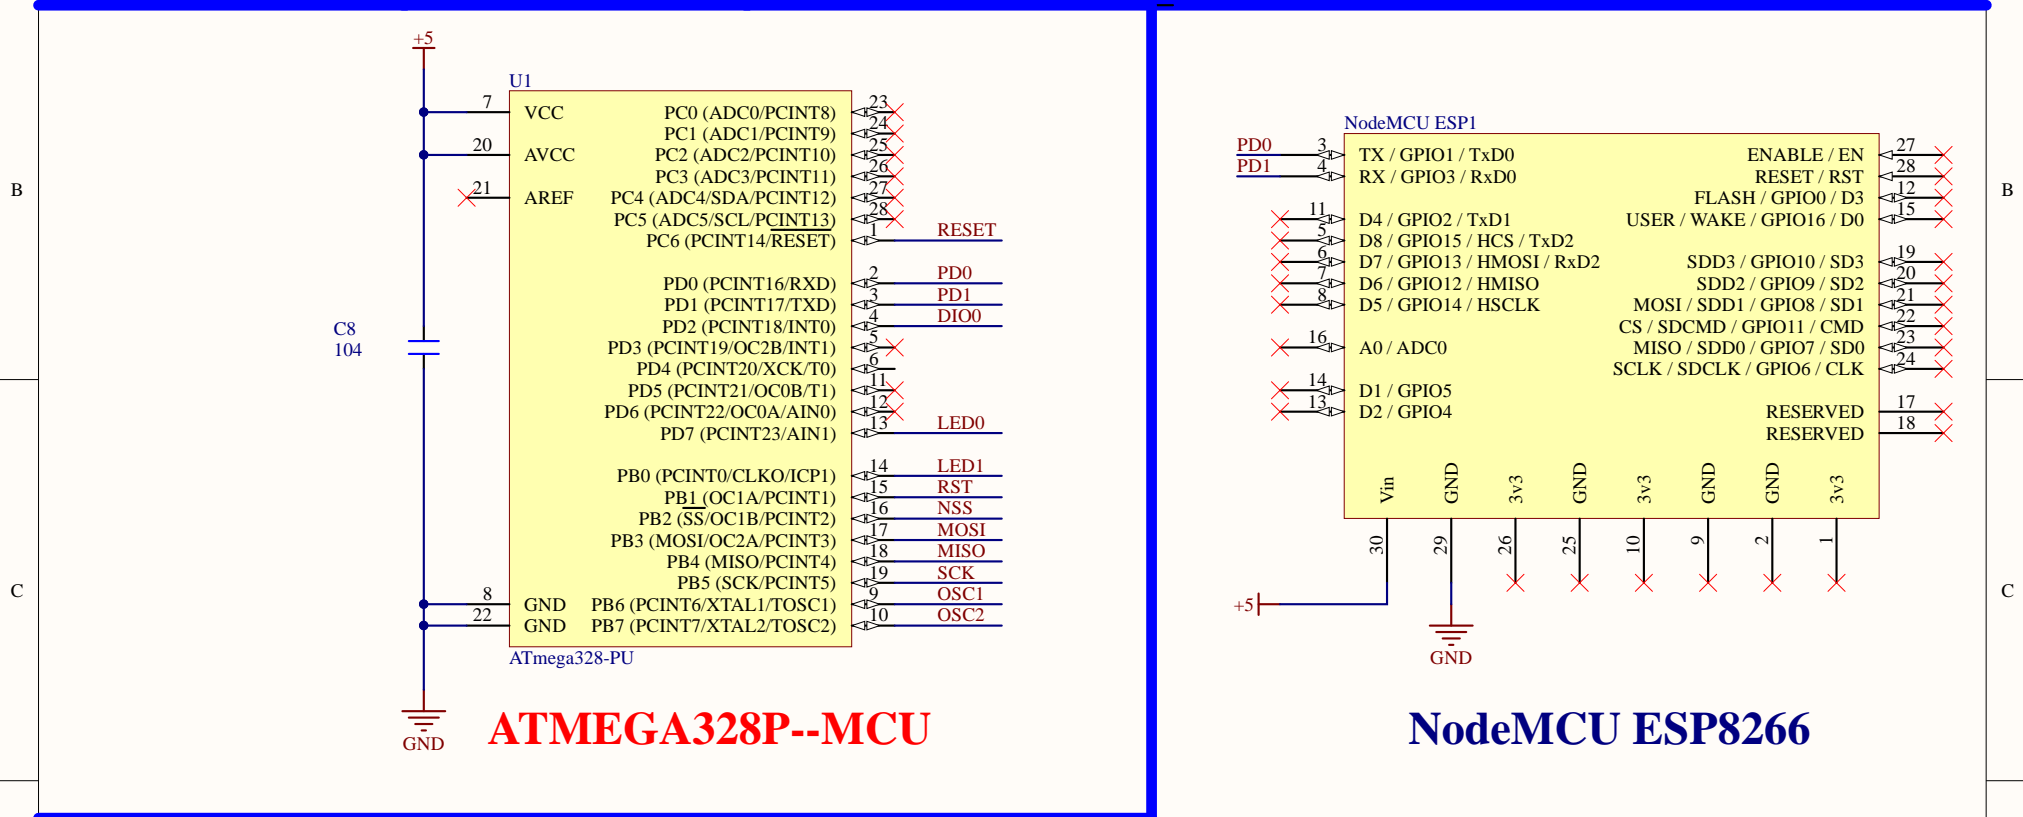 B
C
+5
U1
7 VCC
20 AVCC
21 AREF
C8
104
8 GND
22 GND
GND
PC0 (ADC0/PCINT8) 23
PC1 (ADC1/PCINT9) 24
PC2 (ADC2/PCINT10) 25
PC3 (ADC3/PCINT11) 26
PC4 (ADC4/SDA/PCINT12) 27
PC5 (ADC5/SCL/PCINT13) 28
PC6 (PCINT14/RESET) 1 RESET
PD0 (PCINT16/RXD) 2 PD0
PD1 (PCINT17/TXD) 3 PD1
PD2 (PCINT18/INT0) 4 DIO0
PD3 (PCINT19/OC2B/INT1) 5
PD4 (PCINT20/XCK/T0) 6
PD5 (PCINT21/OC0B/T1) 11
PD6 (PCINT22/OC0A/AIN0) 12
PD7 (PCINT23/AIN1) 13 LED0
PB0 (PCINT0/CLKO/ICP1) 14 LED1
PB1 (OC1A/PCINT1) 15 RST
PB2 (SS/OC1B/PCINT2) 16 NSS
PB3 (MOSI/OC2A/PCINT3) 17 MOSI
PB4 (MISO/PCINT4) 18 MISO
PB5 (SCK/PCINT5) 19 SCK
PB6 (PCINT6/XTAL1/TOSC1) 9 OSC1
PB7 (PCINT7/XTAL2/TOSC2) 10 OSC2
ATmega328-PU
ATMEGA328P--MCU
NodeMCU ESP1
PD0 3 TX / GPIO1 / TxD0
PD1 4 RX / GPIO3 / RxD0
11 D4 / GPIO2 / TxD1
5 D8 / GPIO15 / HCS / TxD2
6 D7 / GPIO13 / HMOSI / RxD2
7 D6 / GPIO12 / HMISO
8 D5 / GPIO14 / HSCLK
16 A0 / ADC0
14 D1 / GPIO5
13 D2 / GPIO4
ENABLE / EN 27
RESET / RST 28
FLASH / GPIO0 / D3 12
USER / WAKE / GPIO16 / D0 15
SDD3 / GPIO10 / SD3 19
SDD2 / GPIO9 / SD2 20
MOSI / SDD1 / GPIO8 / SD1 21
CS / SDCMD / GPIO11 / CMD 22
MISO / SDD0 / GPIO7 / SD0 23
SCLK / SDCLK / GPIO6 / CLK 24
RESERVED 17
RESERVED 18
Vin GND 3v3 GND 3v3 GND GND 3v3
30 29 26 25 10 9 2 1
+5
GND
NodeMCU ESP8266
B
C